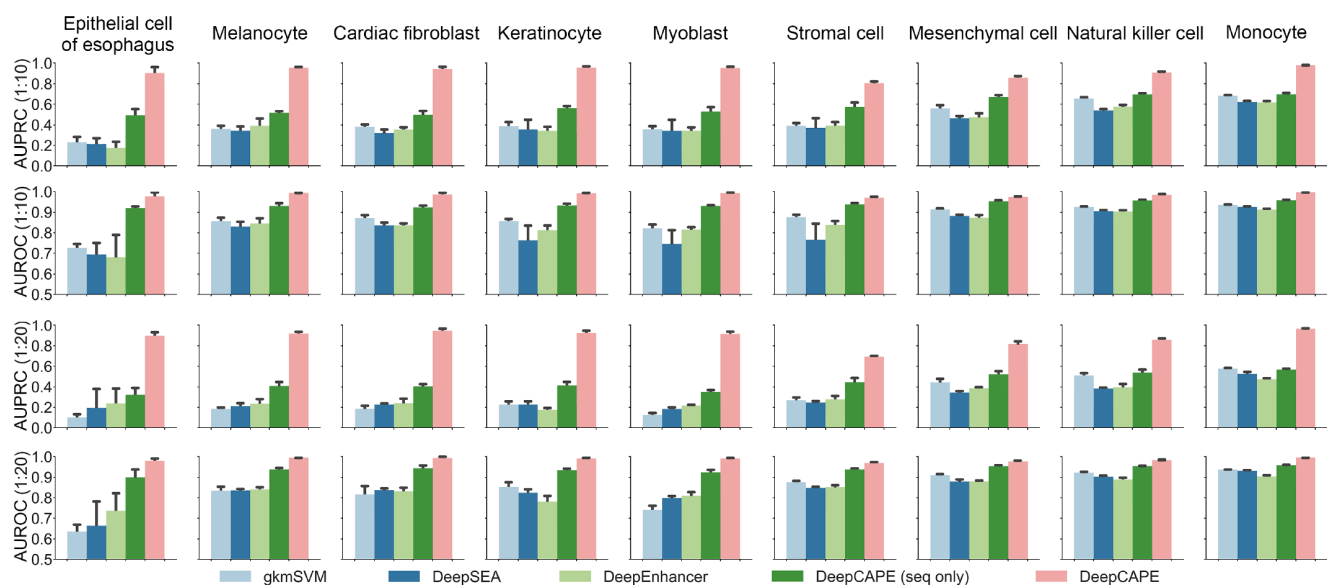 Epithelial cell
of esophagus
Melanocyte
Cardiac fibroblast
Keratinocyte
Myoblast
Stromal cell
Mesenchymal cell
Natural killer cell
Monocyte
AUPRC (1:10)
1.0
0.8
0.6
0.4
0.2
0.0
AUROC (1:10)
1.0
0.9
0.8
0.7
0.6
0.5
AUPRC (1:20)
1.0
0.8
0.6
0.4
0.2
0.0
AUROC (1:20)
1.0
0.9
0.8
0.7
0.6
0.5
gkmSVM
DeepSEA
DeepEnhancer
DeepCAPE (seq only)
DeepCAPE